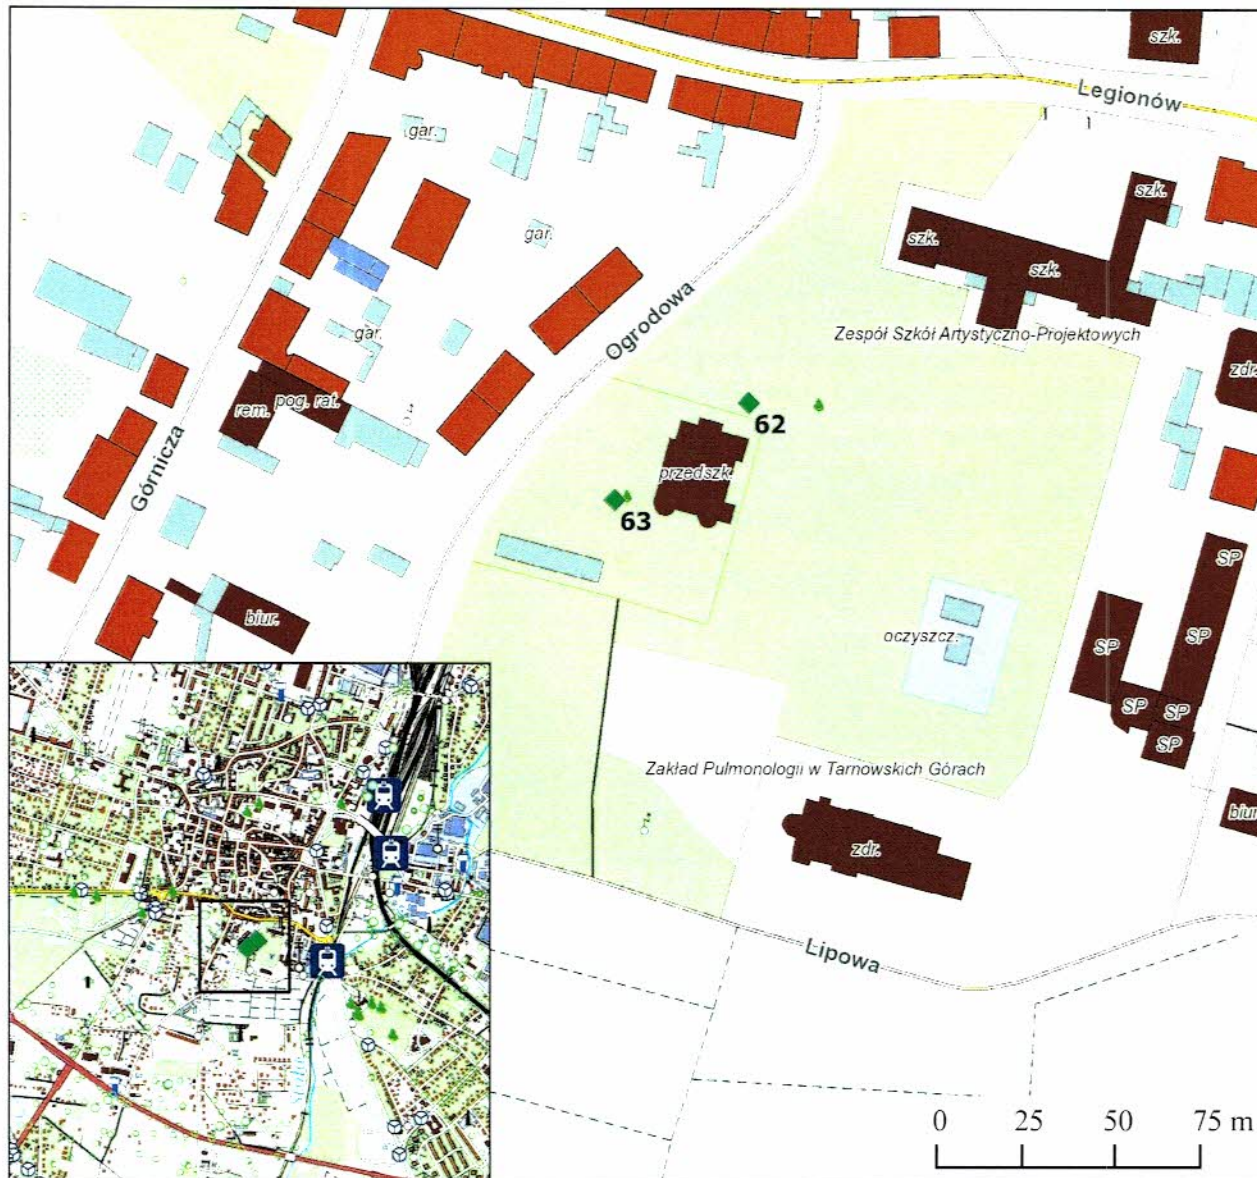 szk.
Legionów
gar.
szk.
gar.
szk.
szk.
Ogrodowa
gar.
Zespół Szkół Artystyczno-Projektowych
zdr.
rem.
pog. rat.
62
Górnicza
przedszk.
63
SP
biur.
oczyszcz.
SP
SP
SP
SP
SP
Zakład Pulmonologii w Tarnowskich Górach
biur
zdr.
Lipowa
0 25 50 75 m